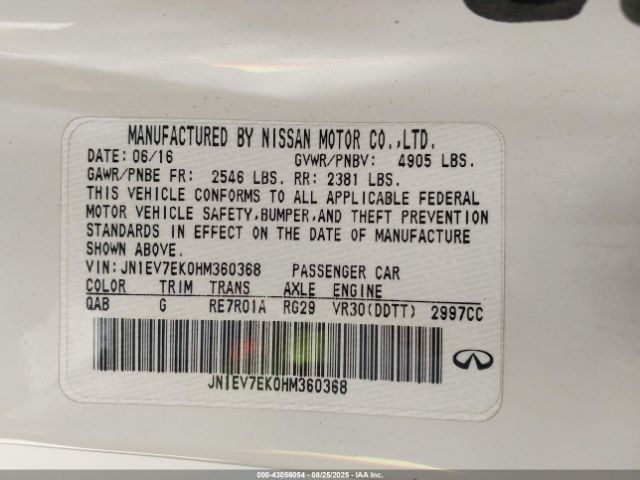 MANUFACTURED BY NISSAN MOTOR CO.,LTD.
DATE: 06/16 GVWR/PNBV: 4905 LBS.
GAWR/PNBE FR: 2546 LBS. RR: 2381 LBS.
THIS VEHICLE CONFORMS TO ALL APPLICABLE FEDERAL
MOTOR VEHICLE SAFETY,BUMPER,AND THEFT PREVENTION
STANDARDS IN EFFECT ON THE DATE OF MANUFACTURE
SHOWN ABOVE.
VIN:JN1EV7EK0HM360368 PASSENGER CAR
COLOR TRIM TRANS AXLE ENGINE
QAB G RE7R01A RG29 VR30(DDTT) 2997CC
JN1EV7EK0HM360368
000-43056054 - 08/25/2025 - IAAI.com